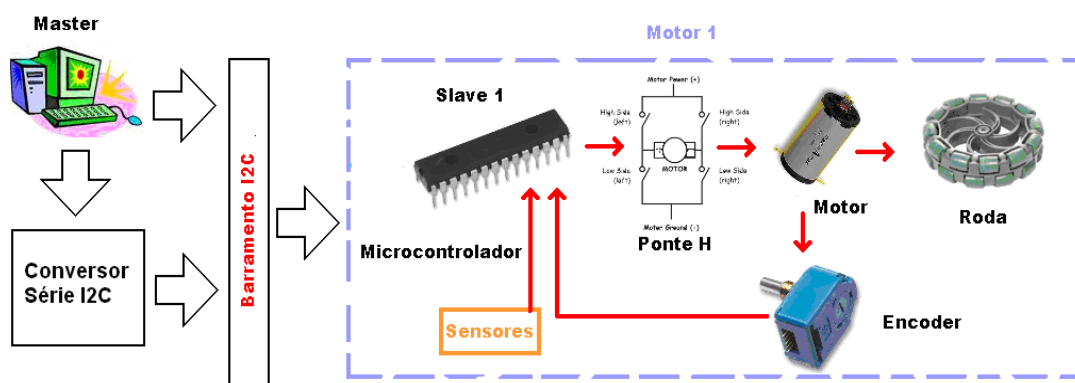 Master
Motor 1
Barramento I2C
Conversor
Série I2C
Slave 1
Microcontrolador
Sensores
Motor Power (+)
High Side
(left)
High Side
(right)
MOTOR
Low Side
(left)
Low Side
(right)
Motor Ground (-)
Ponte H
Motor
Roda
Encoder